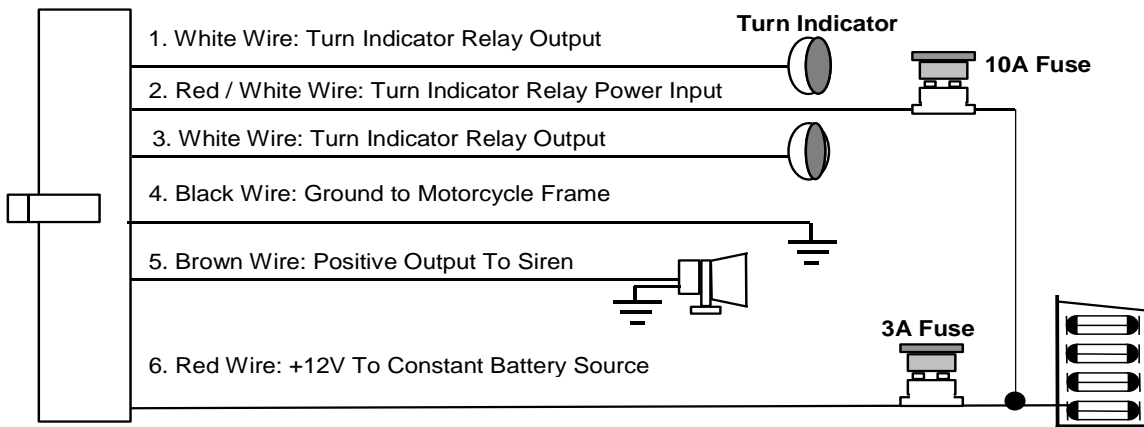 Turn Indicator
1. White Wire: Turn Indicator Relay Output
10A Fuse
2. Red / White Wire: Turn Indicator Relay Power Input
3. White Wire: Turn Indicator Relay Output
4. Black Wire: Ground to Motorcycle Frame
5. Brown Wire: Positive Output To Siren
3A Fuse
6. Red Wire: +12V To Constant Battery Source